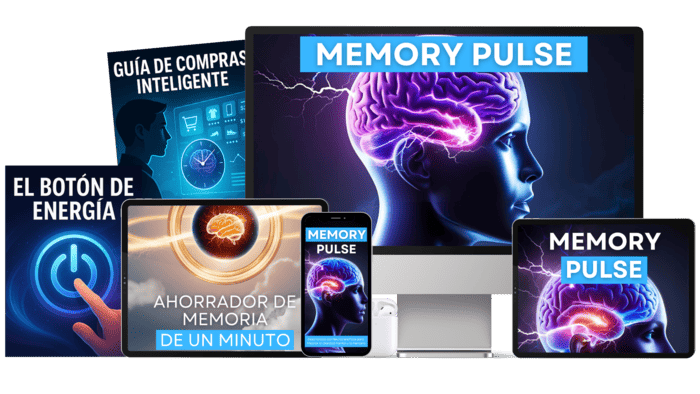 GUÍA DE COMPRAS
INTELIGENTE
MEMORY PULSE
EL BOTÓN DE
ENERGÍA
AHORRADOR DE
MEMORIA
DE UN MINUTO
MEMORY
PULSE
MEMORY
PULSE